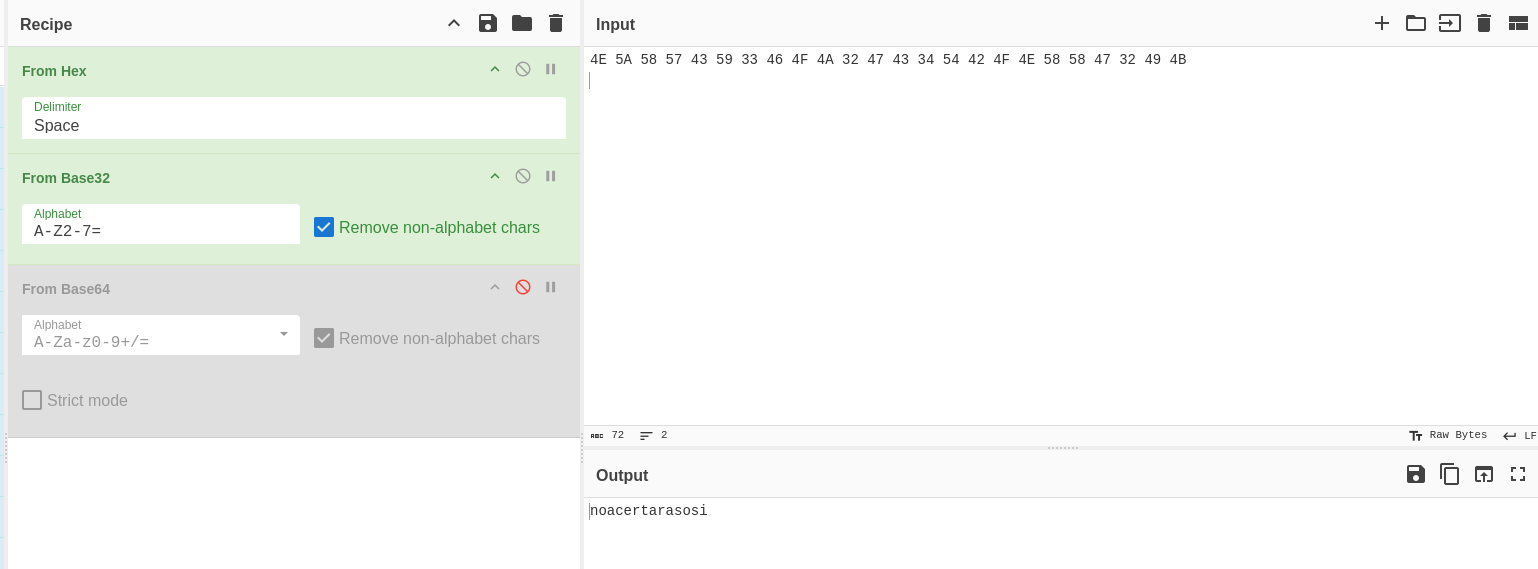 Recipe
From Hex
Delimiter
Space
From Base32
Alphabet
A-Z2-7=
Remove non-alphabet chars
From Base64
Alphabet
A-Za-z0-9+/=
Remove non-alphabet chars
Strict mode
Input
4E 5A 58 57 43 59 33 46 4F 4A 32 47 43 34 54 42 4F 4E 58 58 47 32 49 4B
ABC 72 2 Raw Bytes LF
Output
noacertarasosi